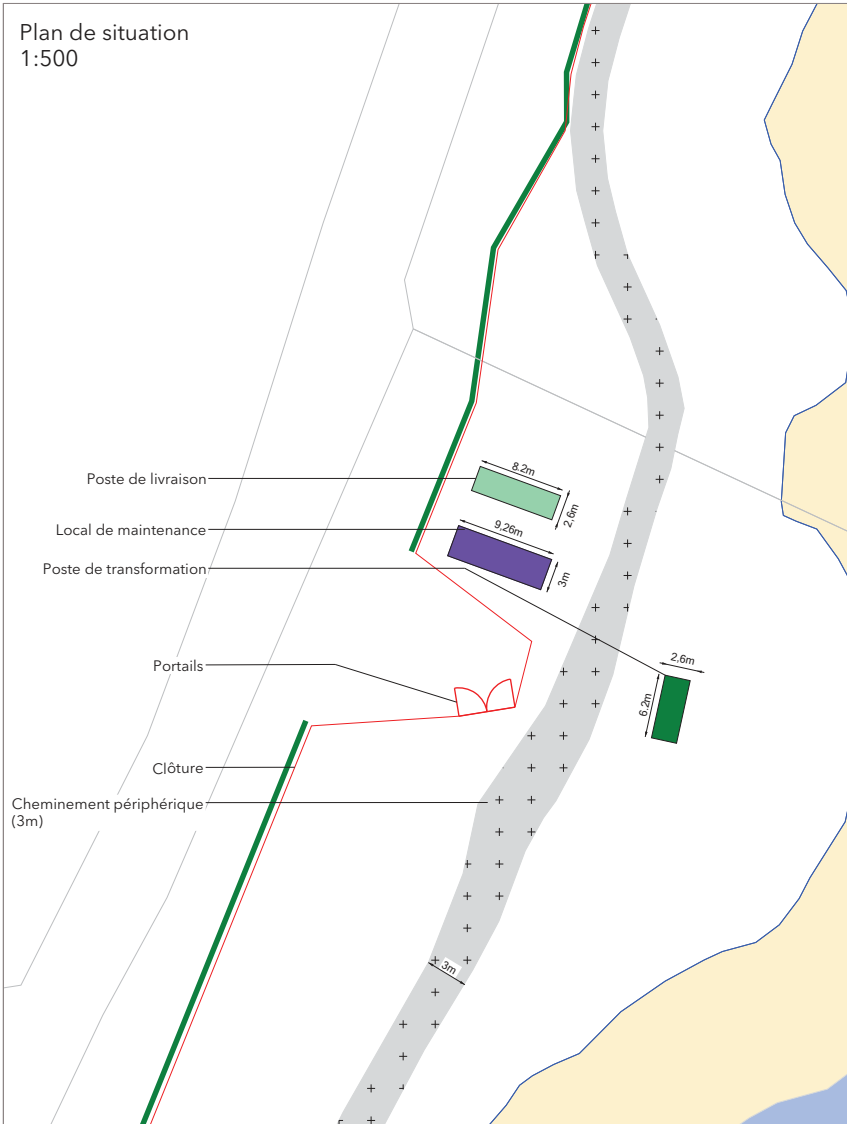 Plan de situation
1:500
Poste de livraison
8.2m
2,6m
Local de maintenance
9,26m
3m
Poste de transformation
2,6m
6.2m
Portails
Clôture
Cheminement périphérique
(3m)
3m